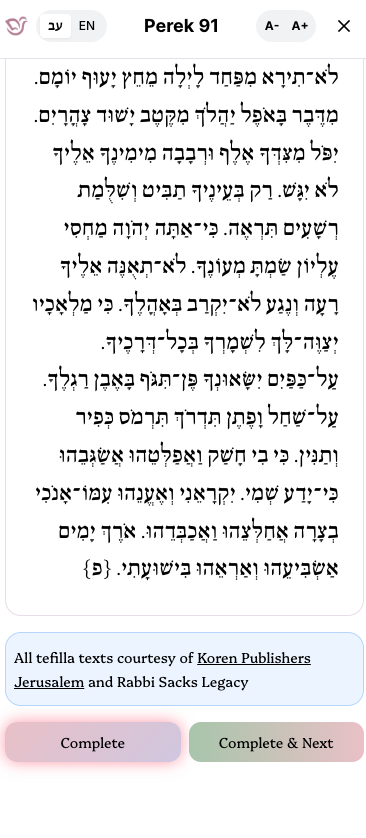 עב EN Perek 91 A- A+
לֹא־תִירָא מִפַּחַד לָיְלָה מֵחֵץ יָעוּף יוֹמָם.
מִדֶּבֶר בָּאֹפֶל יַהֲלֹךְ מִקֶּטֶב יָשׁוּד צָהֳרָיִם.
יִפֹּל מִצִּדְּךָ אֶלֶף וּרְבָבָה מִימִינֶךָ אֵלֶיךָ
לֹא יִגָּשׁ. רַק בְּעֵינֶיךָ תַבִּיט וְשִׁלֻּמַת
רְשָׁעִים תִּרְאֶה. כִּי־אַתָּה יְהֹוָה מַחְסִי
עֶלְיוֹן שַׂמְתָּ מְעוֹנֶךָ. לֹא־תְאֻנֶּה אֵלֶיךָ
רָעָה וְנֶגַע לֹא־יִקְרַב בְּאָהֳלֶךָ. כִּי מַלְאָכָיו
יְצַוֶּה־לָּךְ לִשְׁמָרְךָ בְּכָל־דְּרָכֶיךָ.
עַל־כַּפַּיִם יִשָּׂאוּנְךָ פֶּן־תִּגֹּף בָּאֶבֶן רַגְלֶךָ.
עַל־שַׁחַל וָפֶתֶן תִּדְרֹךְ תִּרְמֹס כְּפִיר
וְתַנִּין. כִּי בִי חָשַׁק וַאֲפַלְּטֵהוּ אֲשַׂגְּבֵהוּ
כִּי־יָדַע שְׁמִי. יִקְרָאֵנִי וְאֶעֱנֵהוּ עִמּוֹ־אָנֹכִי
בְצָרָה אֲחַלְּצֵהוּ וַאֲכַבְּדֵהוּ. אֹרֶךְ יָמִים
אַשְׂבִּיעֵהוּ וְאַרְאֵהוּ בִּישׁוּעָתִי. {פ}
All tefilla texts courtesy of Koren Publishers
Jerusalem and Rabbi Sacks Legacy
Complete Complete & Next